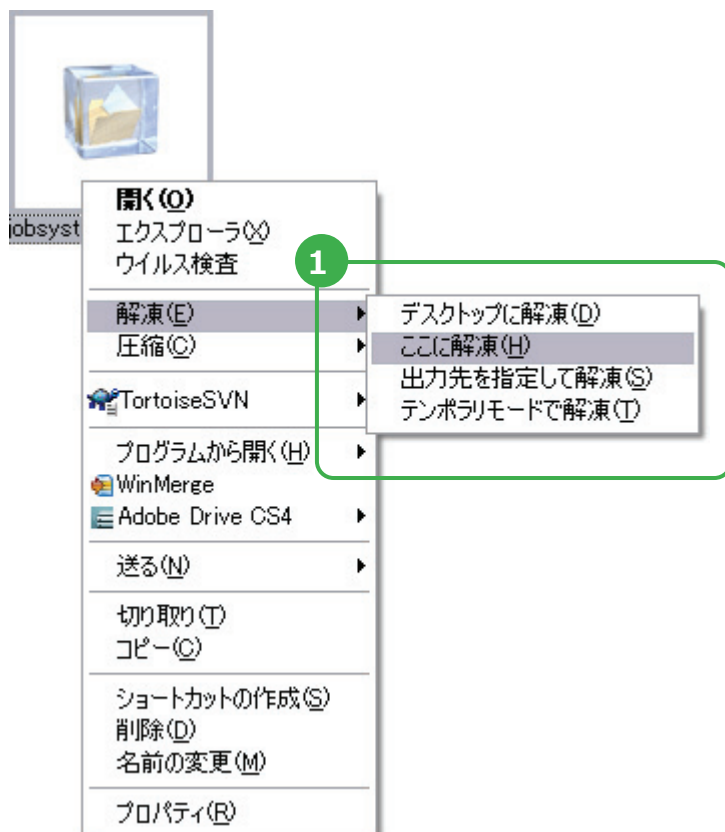 jobsyst
開く(O)
エクスプローラ(X)
ウイルス検査
1
解凍(E)
圧縮(C)
デスクトップに解凍(D)
ここに解凍(H)
出力先を指定して解凍(S)
テンポラリモードで解凍(T)
TortoiseSVN
プログラムから開く(H)
WinMerge
Adobe Drive CS4
送る(N)
切り取り(T)
コピー(C)
ショートカットの作成(S)
削除(D)
名前の変更(M)
プロパティ(R)